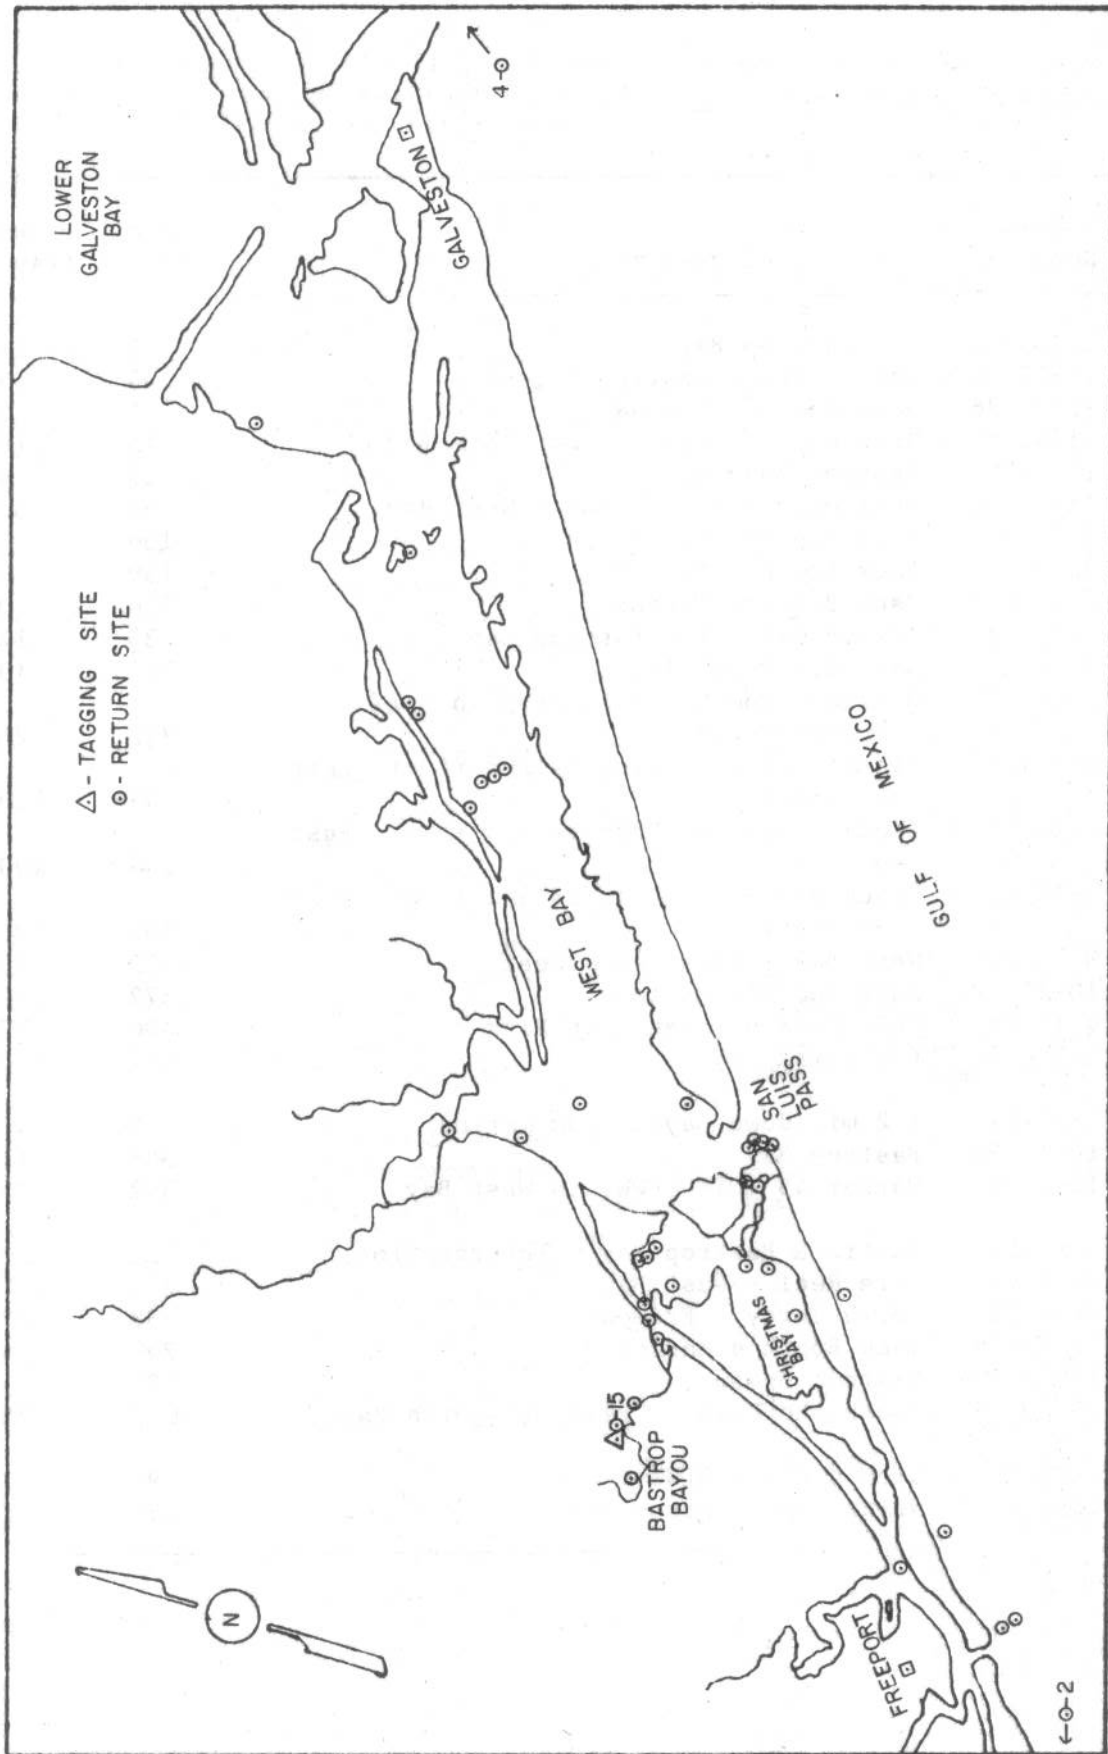 LOWER
GALVESTON
BAY
4-⊙
GALVESTON
△ - TAGGING SITE
⊙ - RETURN SITE
WEST BAY
GULF OF MEXICO
SAN
LUIS
PASS
CHRISTMAS
BAY
15
BASTROP
BAYOU
N
FREEPORT
←⊙-2